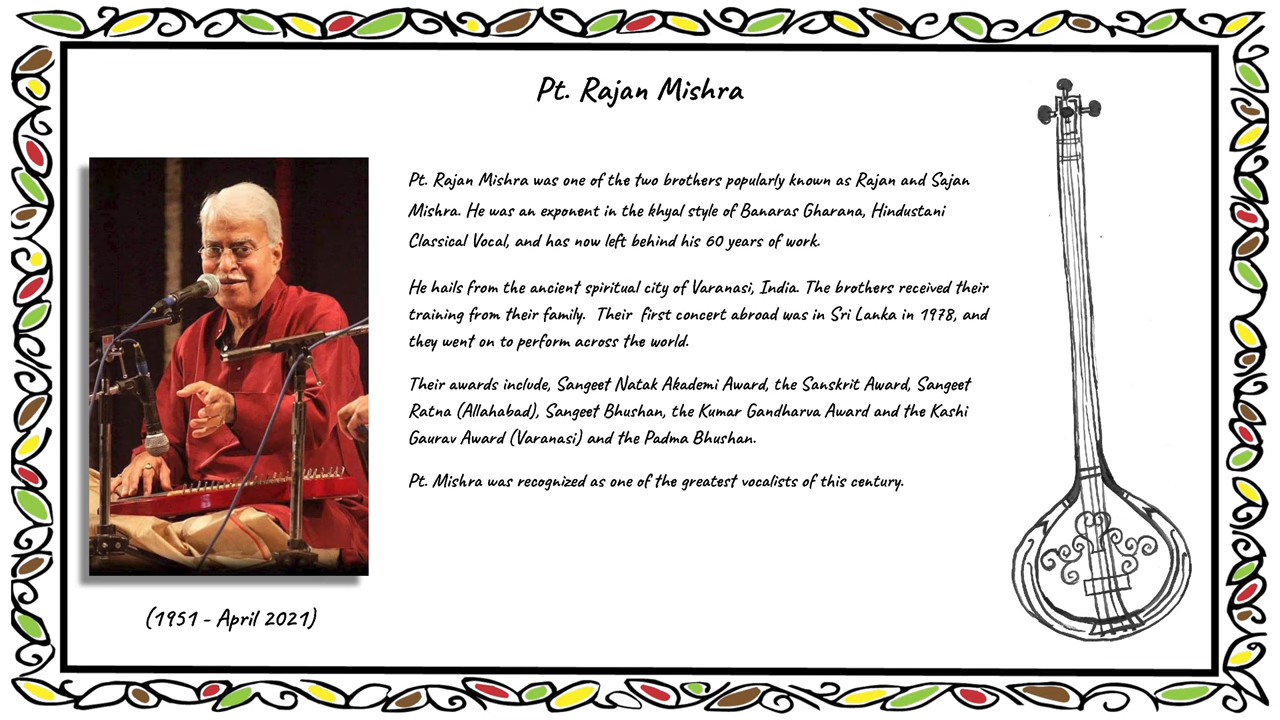 Pt. Rajan Mishra
Pt. Rajan Mishra was one of the two brothers popularly known as Rajan and Sajan
Mishra. He was an exponent in the khyal style of Banaras Gharana, Hindustani
Classical Vocal, and has now left behind his 60 years of work.
He hails from the ancient spiritual city of Varanasi, India. The brothers received their
training from their family. Their first concert abroad was in Sri Lanka in 1978, and
they went on to perform across the world.
Their awards include, Sangeet Natak Akademi Award, the Sanskrit Award, Sangeet
Ratna (Allahabad), Sangeet Bhushan, the Kumar Gandharva Award and the Kashi
Gaurav Award (Varanasi) and the Padma Bhushan.
Pt. Mishra was recognized as one of the greatest vocalists of this century.
(1951 - April 2021)